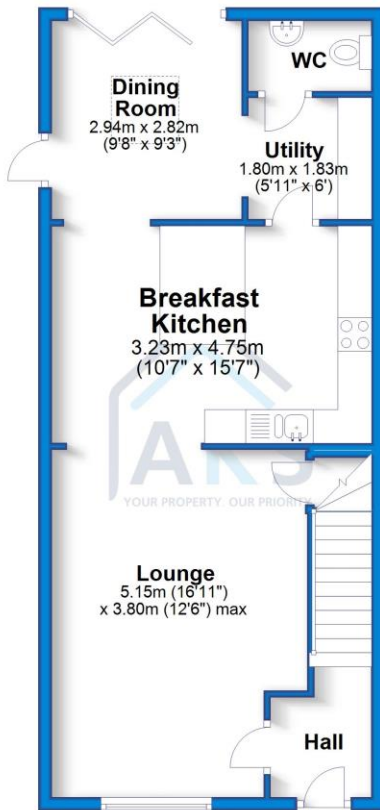 WC
Dining
Room
2.94m x 2.82m
(9'8" x 9'3")
Utility
1.80m x 1.83m
(5'11" x 6')
Breakfast
Kitchen
3.23m x 4.75m
(10'7" x 15'7")
AKS
YOUR PROPERTY OUR PRIORITY
Lounge
5.15m (16'11")
x 3.80m (12'6") max
Hall